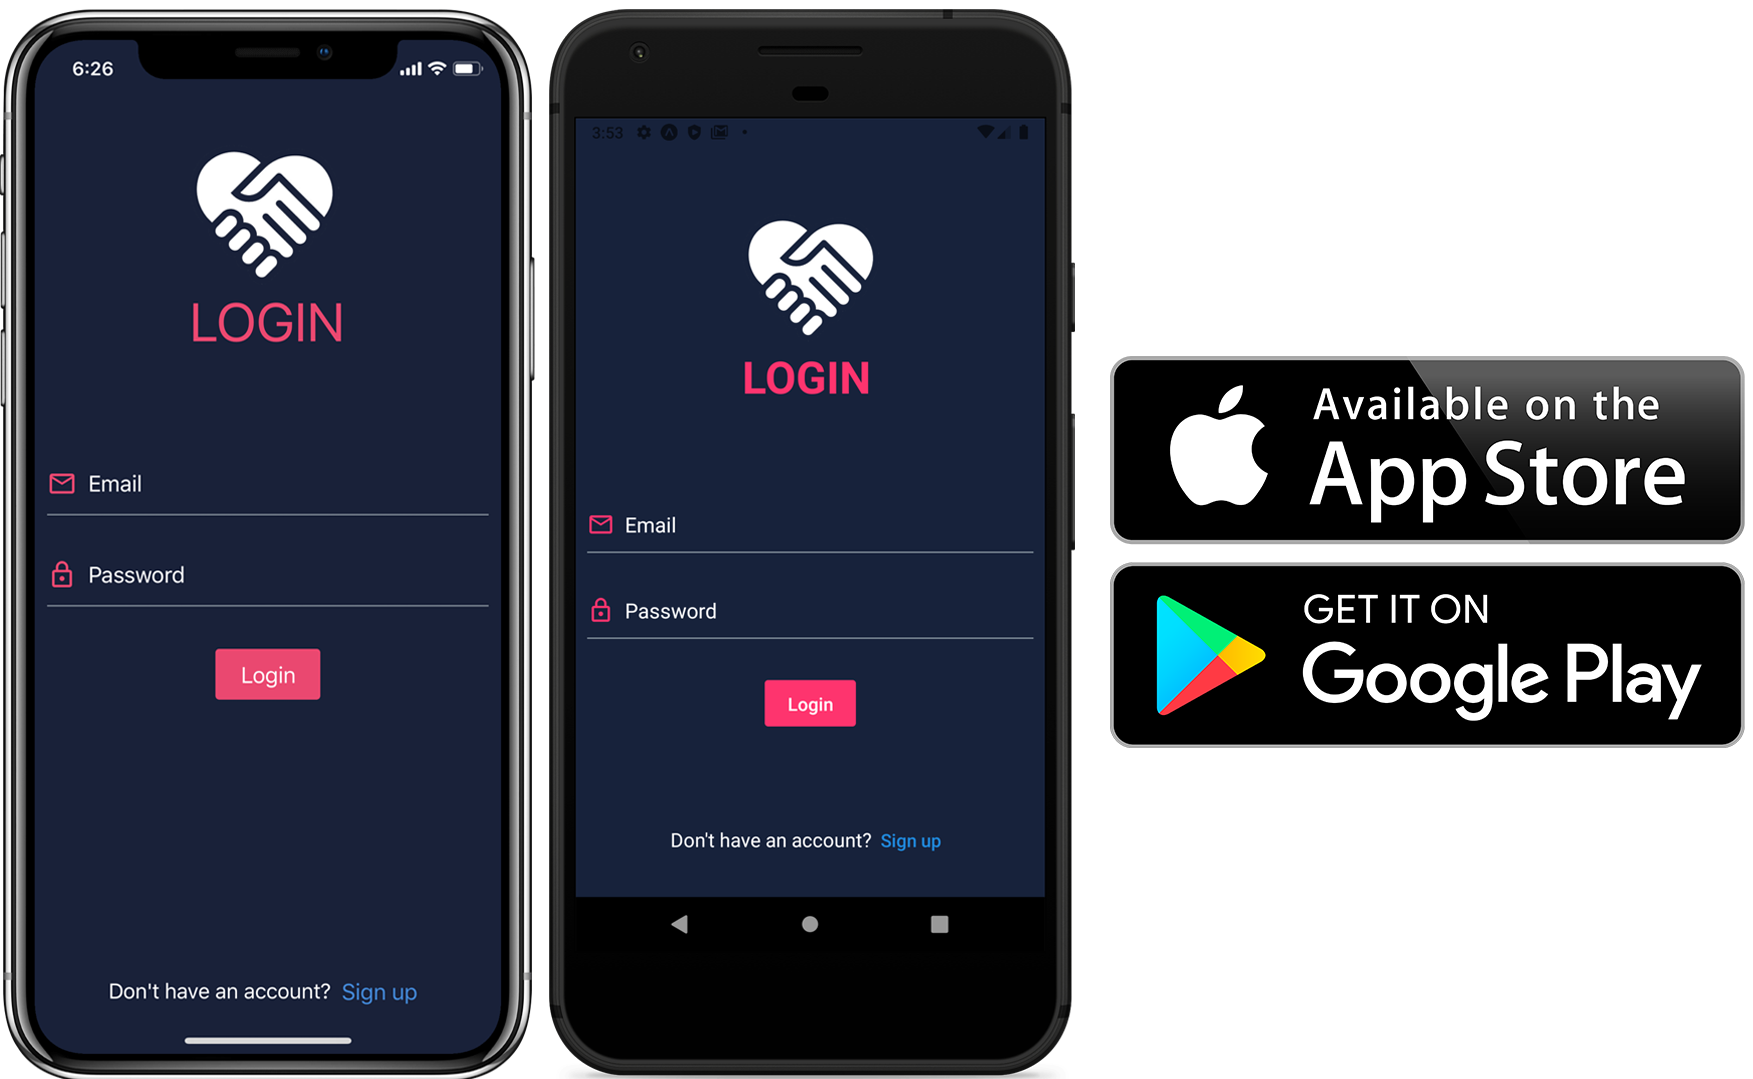 6:26
LOGIN
Email
Password
Login
Don't have an account? Sign up
3:53
LOGIN
Email
Password
Login
Don't have an account? Sign up
Available on the
App Store
GET IT ON
Google Play